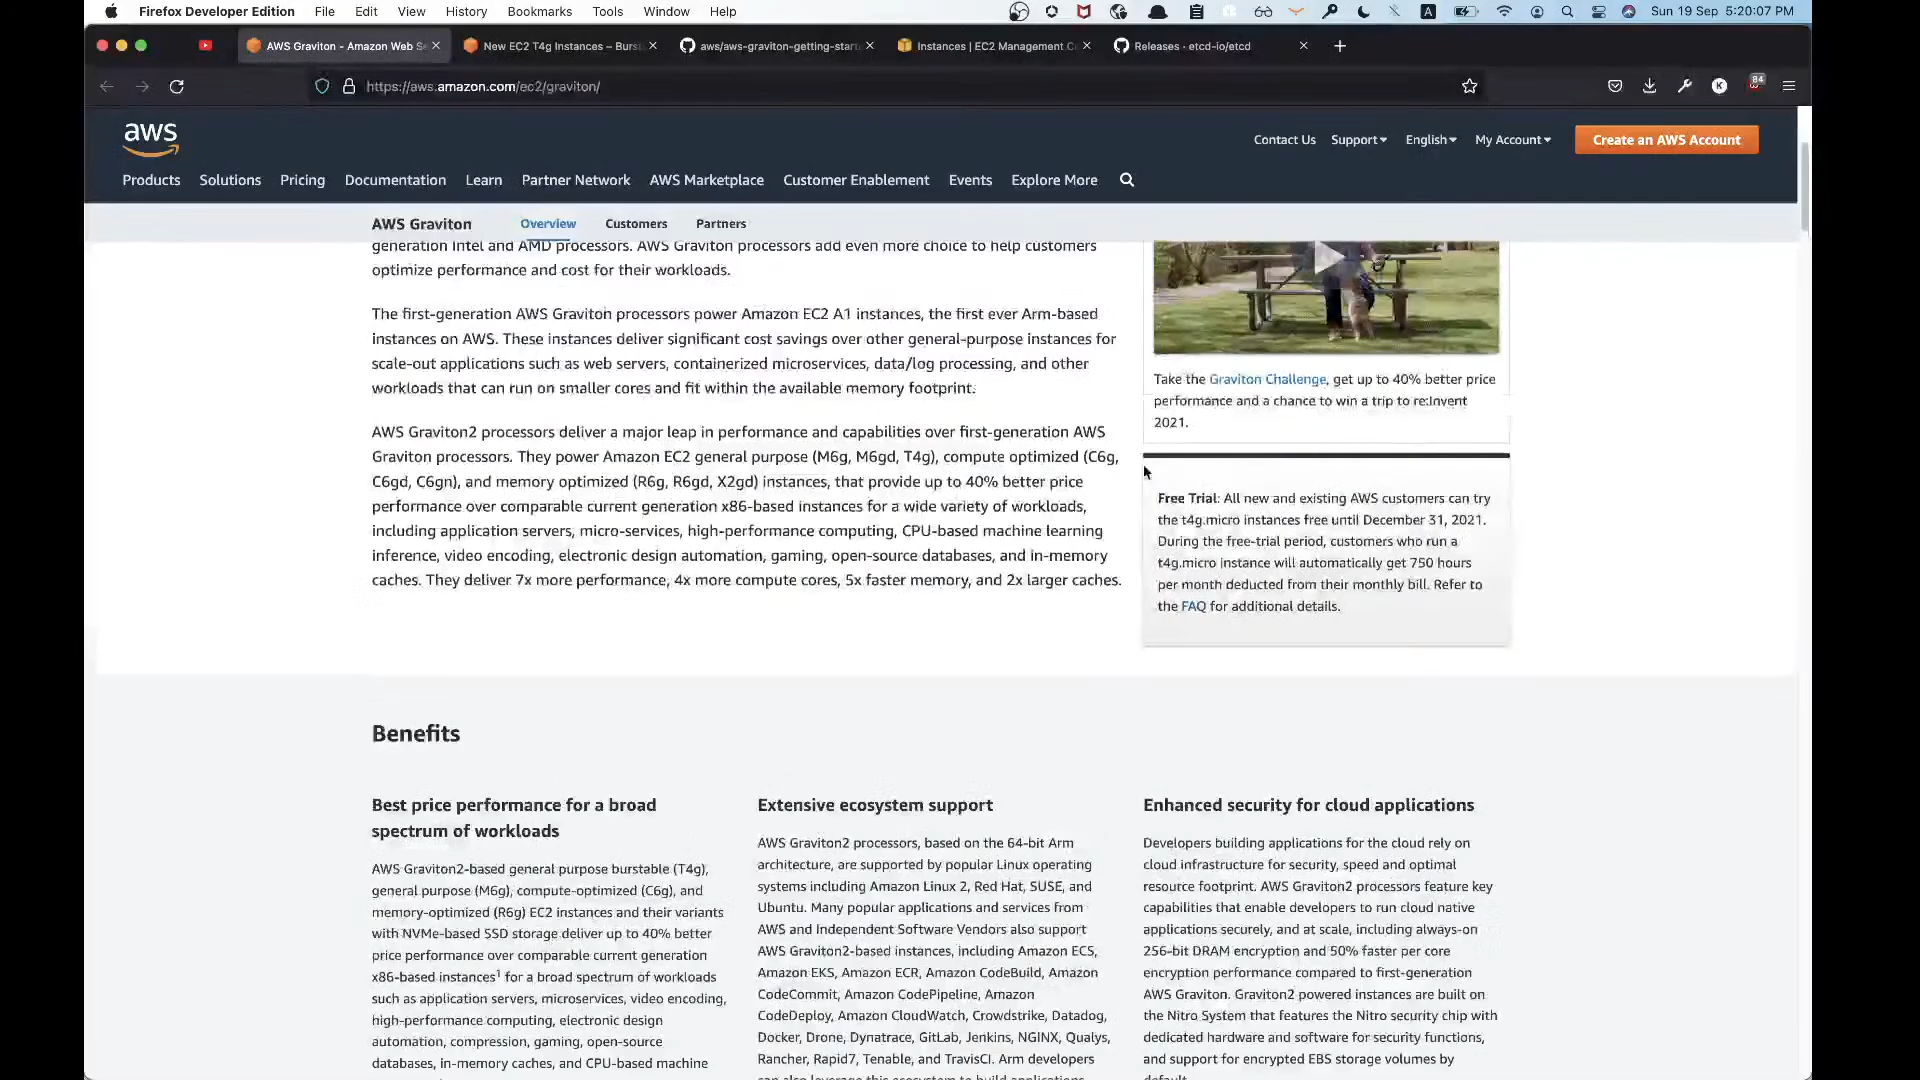 Firefox Developer Edition File Edit View History Bookmarks Tools Window Help A Sun 19 Sep 5:20:07 PM
AWS Graviton - Amazon Web Se New EC2 T4g Instances – Burst aws/aws-graviton-getting-start Instances | EC2 Management Co Releases · etcd-io/etcd
https://aws.amazon.com/ec2/graviton/ K 84
aws
Contact Us Support English My Account Create an AWS Account
Products Solutions Pricing Documentation Learn Partner Network AWS Marketplace Customer Enablement Events Explore More
AWS Graviton Overview Customers Partners
generation Intel and AMD processors. AWS Graviton processors add even more choice to help customers
optimize performance and cost for their workloads.
The first-generation AWS Graviton processors power Amazon EC2 A1 instances, the first ever Arm-based
instances on AWS. These instances deliver significant cost savings over other general-purpose instances for
scale-out applications such as web servers, containerized microservices, data/log processing, and other
workloads that can run on smaller cores and fit within the available memory footprint.
AWS Graviton2 processors deliver a major leap in performance and capabilities over first-generation AWS
Graviton processors. They power Amazon EC2 general purpose (M6g, M6gd, T4g), compute optimized (C6g,
C6gd, C6gn), and memory optimized (R6g, R6gd, X2gd) instances, that provide up to 40% better price
performance over comparable current generation x86-based instances for a wide variety of workloads,
including application servers, micro-services, high-performance computing, CPU-based machine learning
inference, video encoding, electronic design automation, gaming, open-source databases, and in-memory
caches. They deliver 7x more performance, 4x more compute cores, 5x faster memory, and 2x larger caches.
Take the Graviton Challenge, get up to 40% better price
performance and a chance to win a trip to re:Invent
2021.
Free Trial: All new and existing AWS customers can try
the t4g.micro instances free until December 31, 2021.
During the free-trial period, customers who run a
t4g.micro instance will automatically get 750 hours
per month deducted from their monthly bill. Refer to
the FAQ for additional details.
Benefits
Best price performance for a broad
spectrum of workloads
AWS Graviton2-based general purpose burstable (T4g),
general purpose (M6g), compute-optimized (C6g), and
memory-optimized (R6g) EC2 instances and their variants
with NVMe-based SSD storage deliver up to 40% better
price performance over comparable current generation
x86-based instances¹ for a broad spectrum of workloads
such as application servers, microservices, video encoding,
high-performance computing, electronic design
automation, compression, gaming, open-source
databases, in-memory caches, and CPU-based machine
Extensive ecosystem support
AWS Graviton2 processors, based on the 64-bit Arm
architecture, are supported by popular Linux operating
systems including Amazon Linux 2, Red Hat, SUSE, and
Ubuntu. Many popular applications and services from
AWS and Independent Software Vendors also support
AWS Graviton2-based instances, including Amazon ECS,
Amazon EKS, Amazon ECR, Amazon CodeBuild, Amazon
CodeCommit, Amazon CodePipeline, Amazon
CodeDeploy, Amazon CloudWatch, Crowdstrike, Datadog,
Docker, Drone, Dynatrace, GitLab, Jenkins, NGINX, Qualys,
Rancher, Rapid7, Tenable, and TravisCI. Arm developers
can also leverage this ecosystem to build applications
Enhanced security for cloud applications
Developers building applications for the cloud rely on
cloud infrastructure for security, speed and optimal
resource footprint. AWS Graviton2 processors feature key
capabilities that enable developers to run cloud native
applications securely, and at scale, including always-on
256-bit DRAM encryption and 50% faster per core
encryption performance compared to first-generation
AWS Graviton. Graviton2 powered instances are built on
the Nitro System that features the Nitro security chip with
dedicated hardware and software for security functions,
and support for encrypted EBS storage volumes by
default.